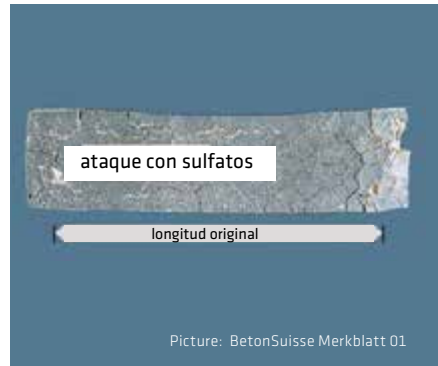 ataque con sulfatos
longitud original
Picture: BetonSuisse Merkblatt 01